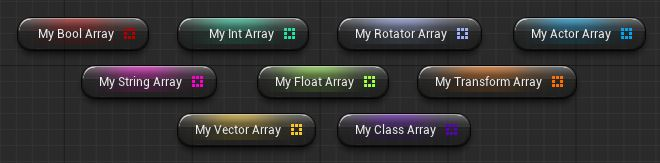 My Bool Array My Int Array My Rotator Array My Actor Array
My String Array My Float Array My Transform Array
My Vector Array My Class Array